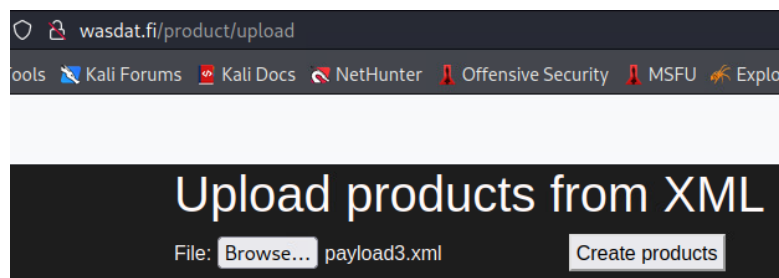 wasdat.fi/product/upload
Tools Kali Forums Kali Docs NetHunter Offensive Security MSFU Explo
Upload products from XML
File: Browse... payload3.xml Create products